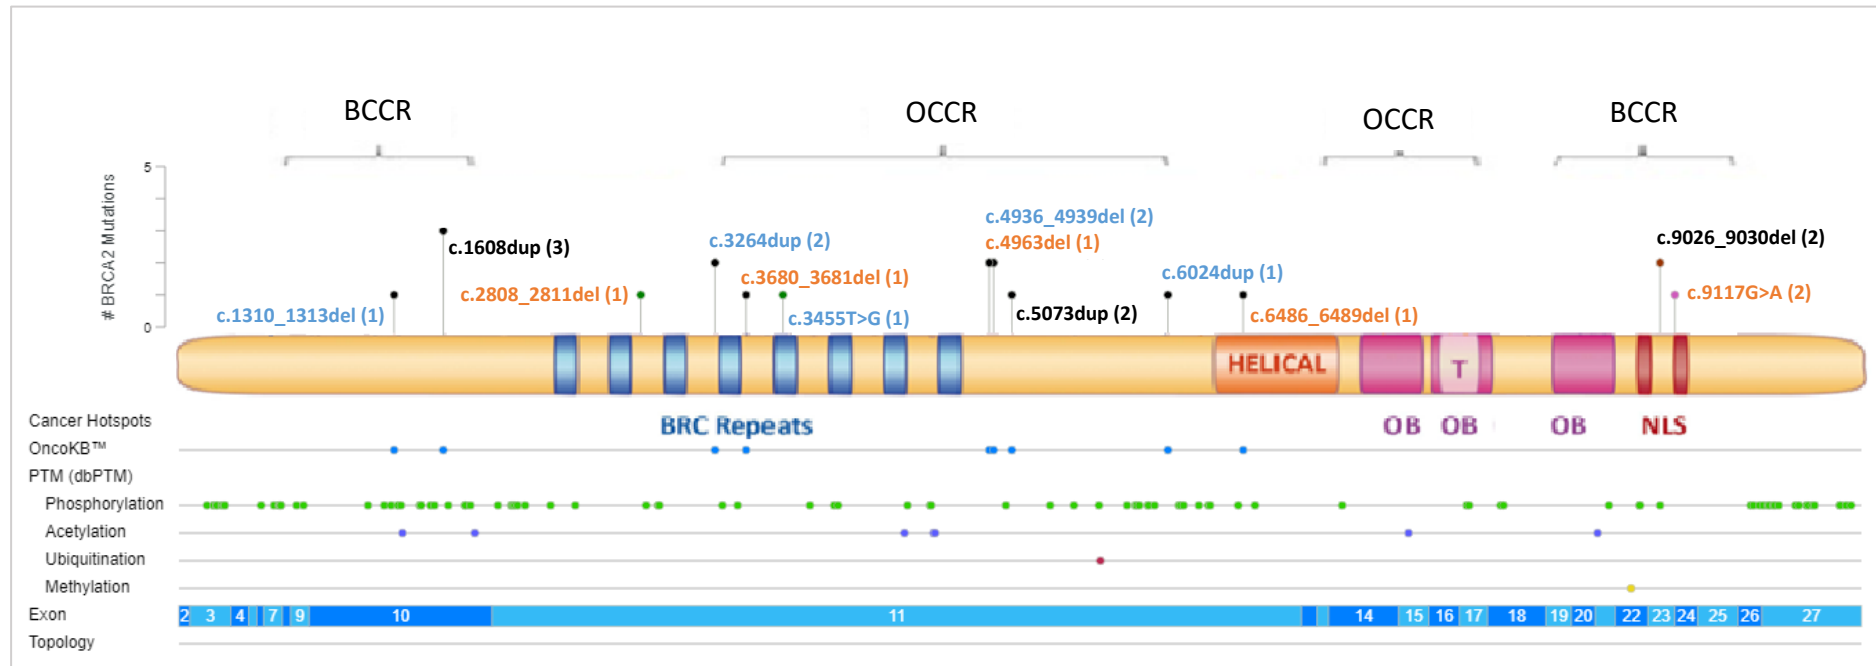 BCCR
OCCR
OCCR
BCCR
5
0
# BRCA2 Mutations
c.4936_4939del (2)
c.4963del (1)
c.1608dup (3)
c.3264dup (2)
c.9026_9030del (2)
c.6024dup (1)
c.3680_3681del (1)
c.2808_2811del (1)
c.9117G>A (2)
c.1310_1313del (1)
c.3455T>G (1)
c.5073dup (2)
c.6486_6489del (1)
HELICAL
T
Cancer Hotspots
BRC Repeats
OB
OB
OB
NLS
OncoKB™
PTM (dbPTM)
Phosphorylation
Acetylation
Ubiquitination
Methylation
Exon 2 3 4 7 9 10 11 14 15 16 17 18 19 20 22 23 24 25 26 27
Topology